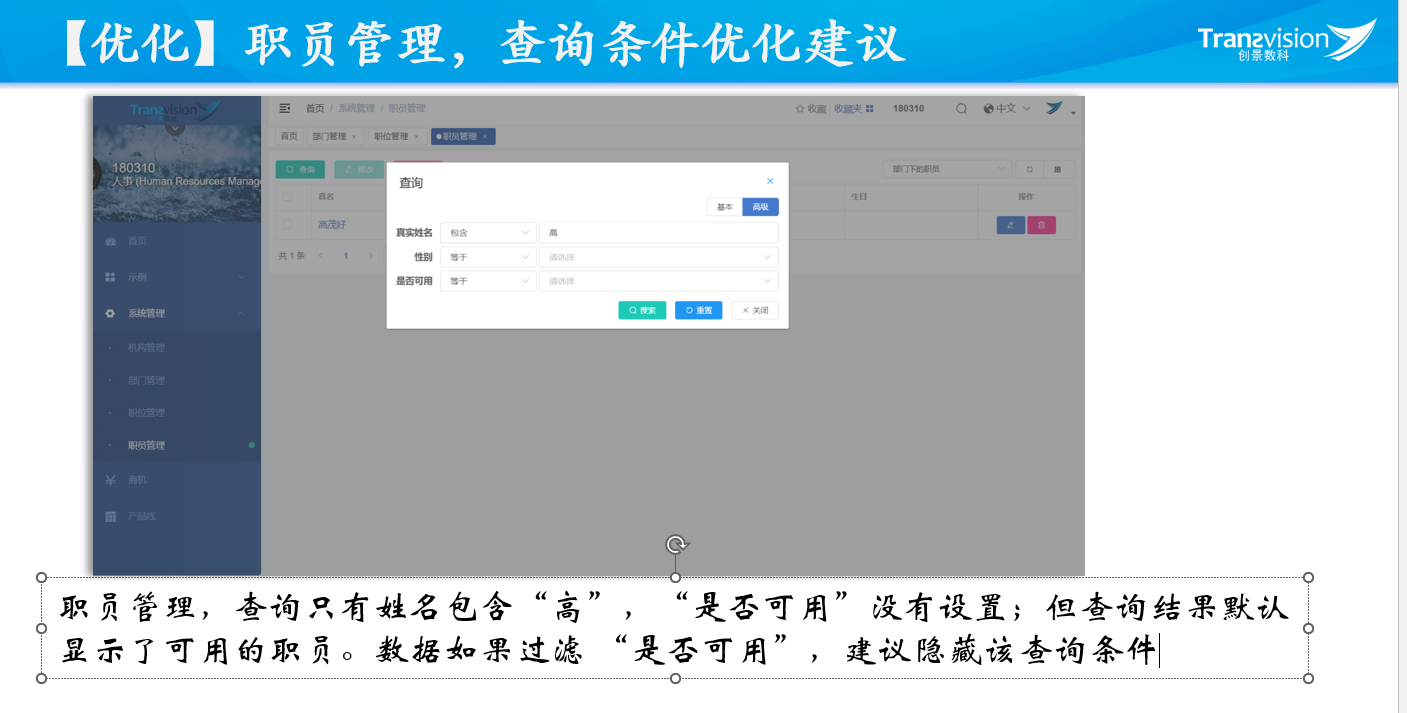 【优化】职员管理，查询条件优化建议
Tranzvision
创景数科
Tranzvision
首页 / 系统管理 / 职员管理
收藏 收藏夹 180310 中文
首页 部门管理 × 职位管理 × 职员管理 ×
180310
人事 (Human Resources Manag
查询 修改
部门下的职员
真名 生日 操作
高茂好
共 1 条 < 1 >
查询 ×
基本 高级
真实姓名 包含 高
性别 等于 请选择
是否可用 等于 请选择
搜索 重置 × 关闭
首页
示例
系统管理
机构管理
部门管理
职位管理
职员管理
商机
产品线
职员管理，查询只有姓名包含“高”，“是否可用”没有设置；但查询结果默认
显示了可用的职员。数据如果过滤 “是否可用”，建议隐藏该查询条件